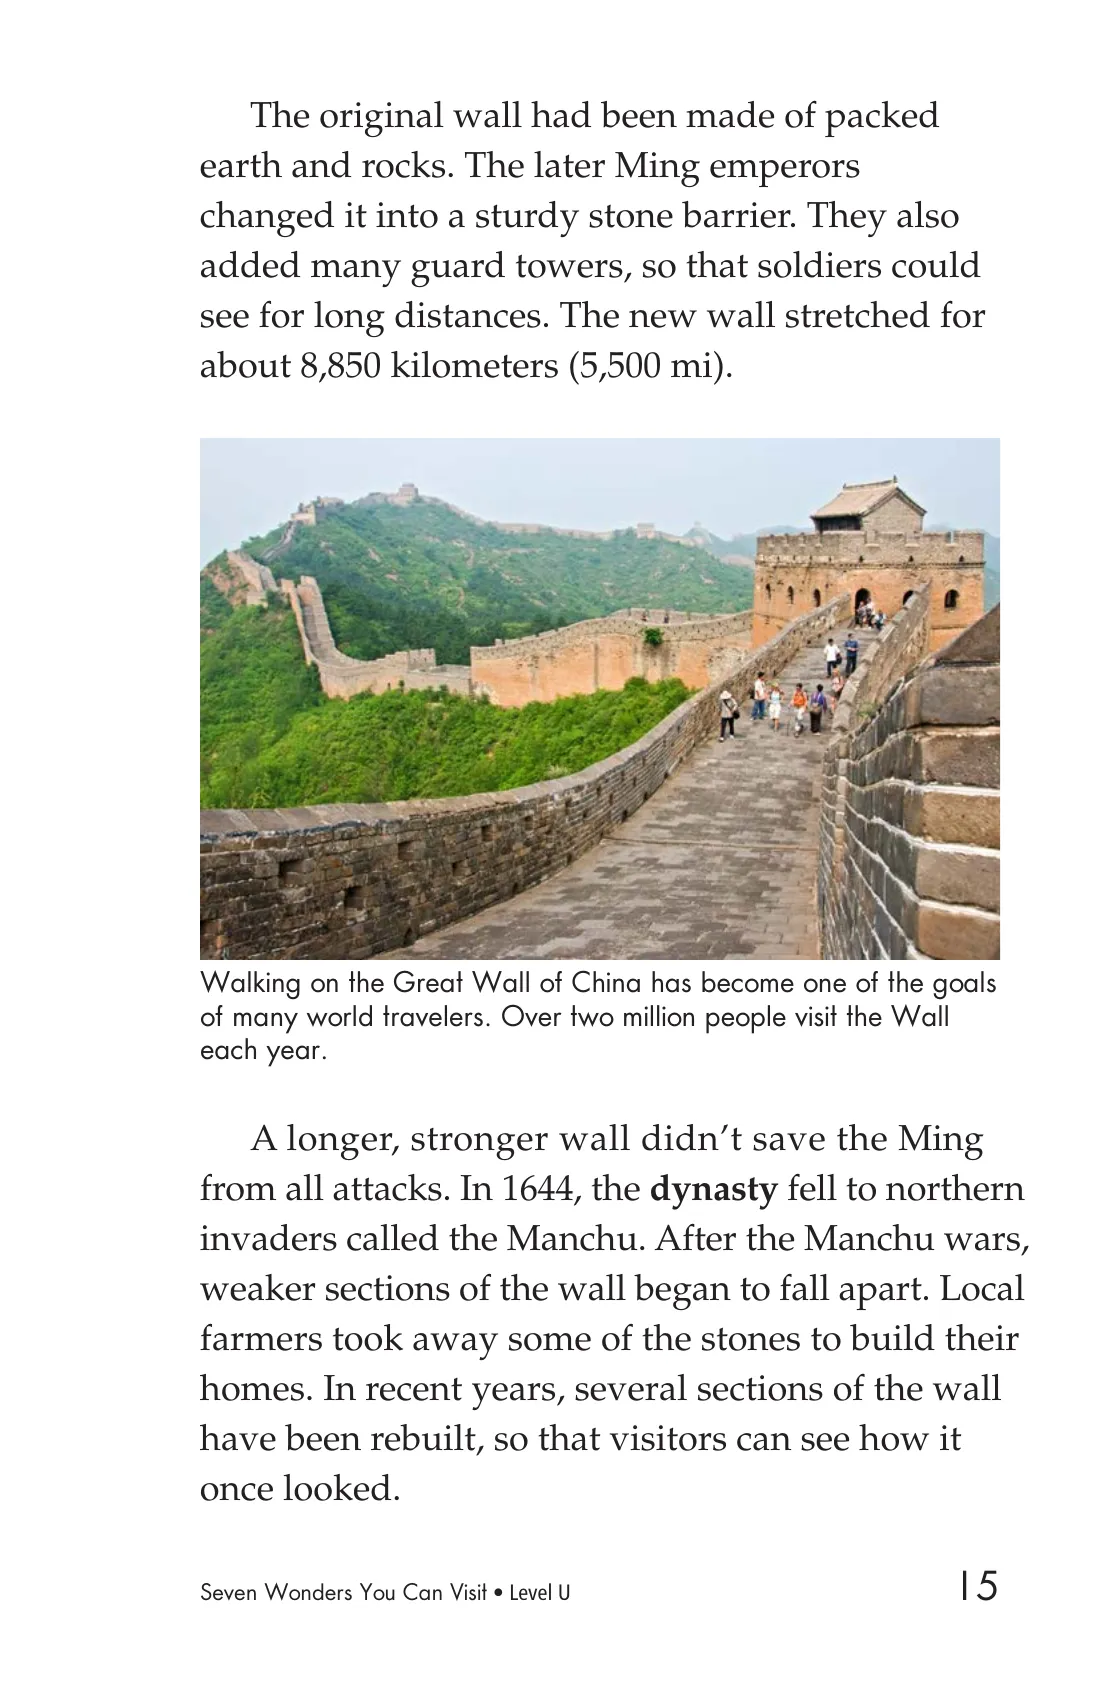 The original wall had been made of packed
earth and rocks. The later Ming emperors
changed it into a sturdy stone barrier. They also
added many guard towers, so that soldiers could
see for long distances. The new wall stretched for
about 8,850 kilometers (5,500 mi).
Walking on the Great Wall of China has become one of the goals
of many world travelers. Over two million people visit the Wall
each year.
A longer, stronger wall didn’t save the Ming
from all attacks. In 1644, the dynasty fell to northern
invaders called the Manchu. After the Manchu wars,
weaker sections of the wall began to fall apart. Local
farmers took away some of the stones to build their
homes. In recent years, several sections of the wall
have been rebuilt, so that visitors can see how it
once looked.
Seven Wonders You Can Visit • Level U 15